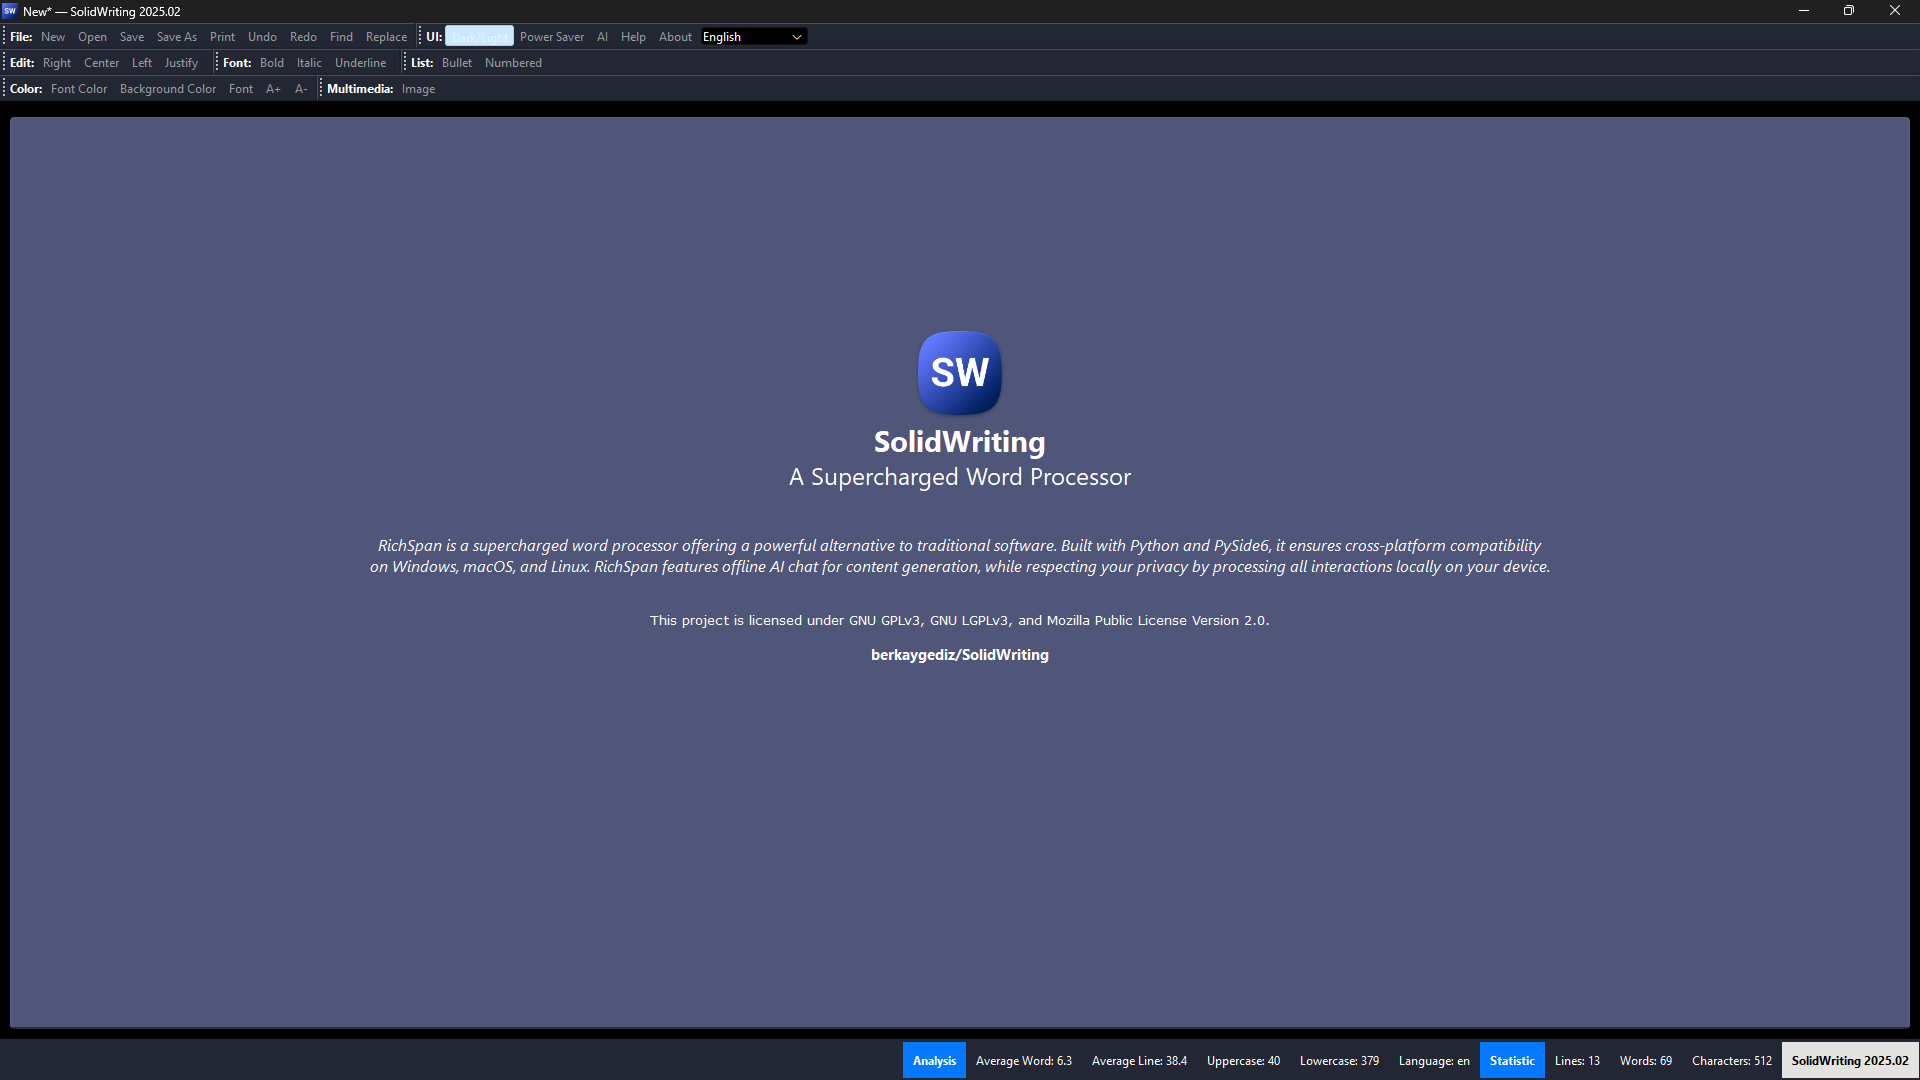 SW New* — SolidWriting 2025.02
File: New Open Save Save As Print Undo Redo Find Replace UI: Dark/Light Power Saver AI Help About English
Edit: Right Center Left Justify Font: Bold Italic Underline List: Bullet Numbered
Color: Font Color Background Color Font A+ A- Multimedia: Image
SW
SolidWriting
A Supercharged Word Processor
RichSpan is a supercharged word processor offering a powerful alternative to traditional software. Built with Python and PySide6, it ensures cross-platform compatibility
on Windows, macOS, and Linux. RichSpan features offline AI chat for content generation, while respecting your privacy by processing all interactions locally on your device.
This project is licensed under GNU GPLv3, GNU LGPLv3, and Mozilla Public License Version 2.0.
berkaygediz/SolidWriting
Analysis Average Word: 6.3 Average Line: 38.4 Uppercase: 40 Lowercase: 379 Language: en Statistic Lines: 13 Words: 69 Characters: 512 SolidWriting 2025.02